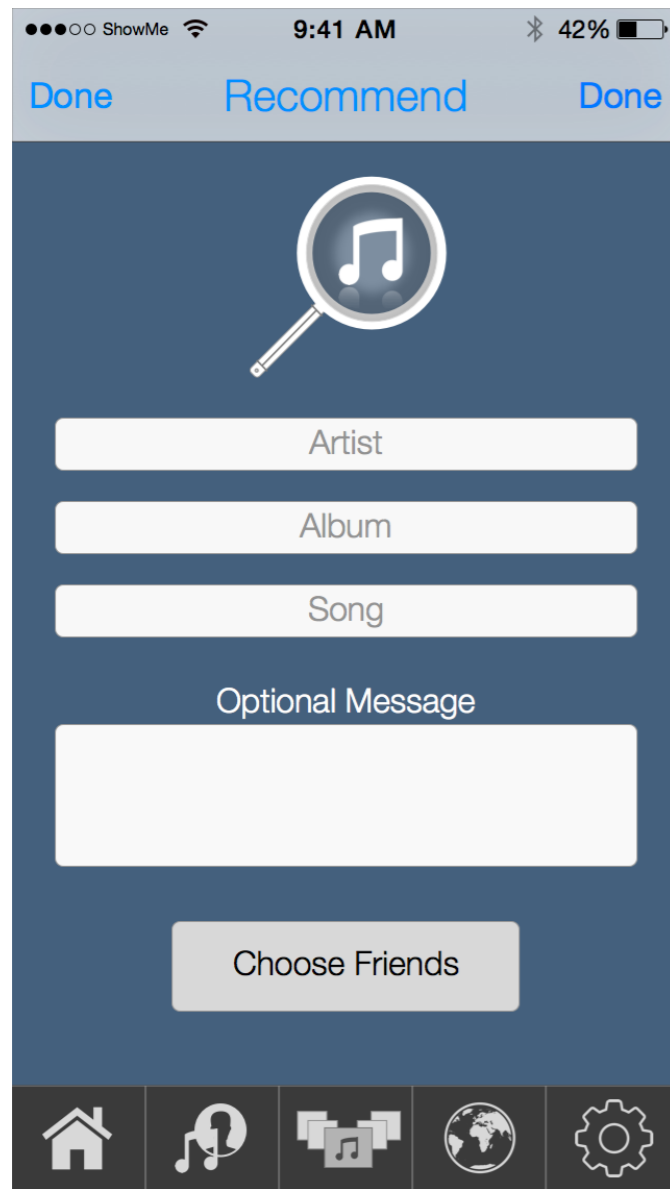 ShowMe 9:41 AM 42%
Done Recommend Done
Artist
Album
Song
Optional Message
Choose Friends